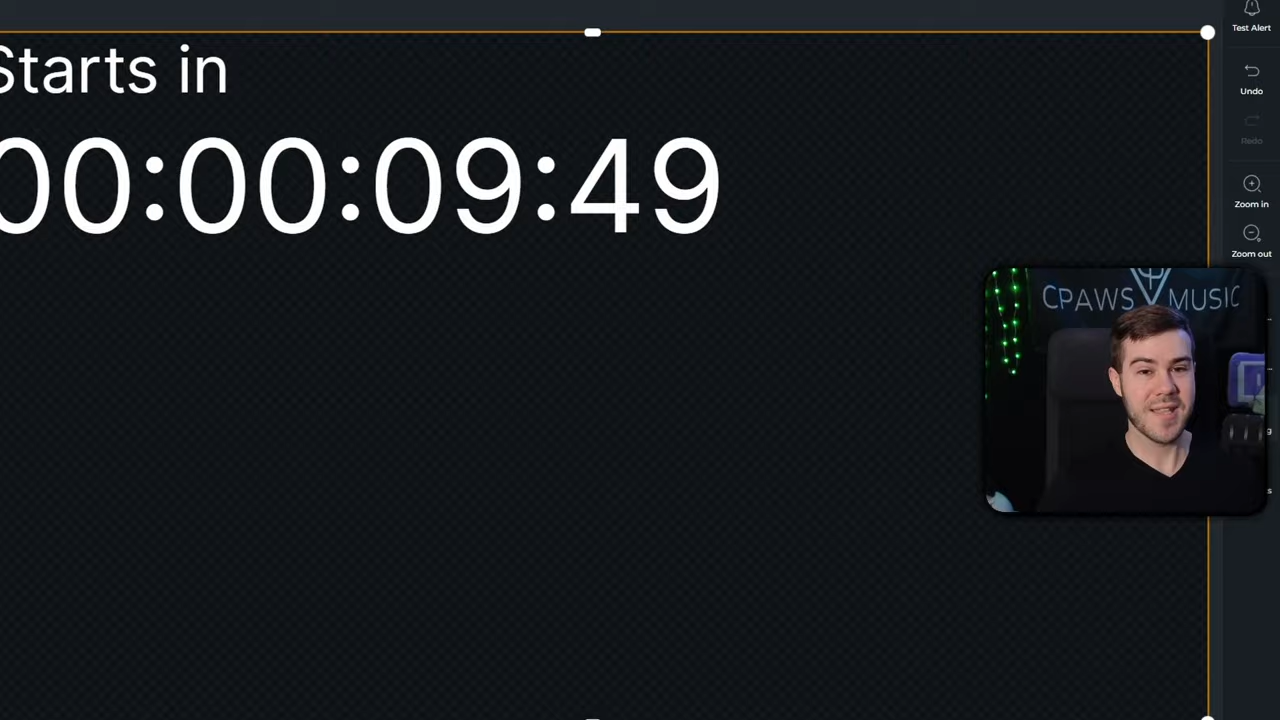 Starts in
00:00:09:49
Test Alert
Undo
Redo
Zoom in
Zoom out
CPAWS MUSIC